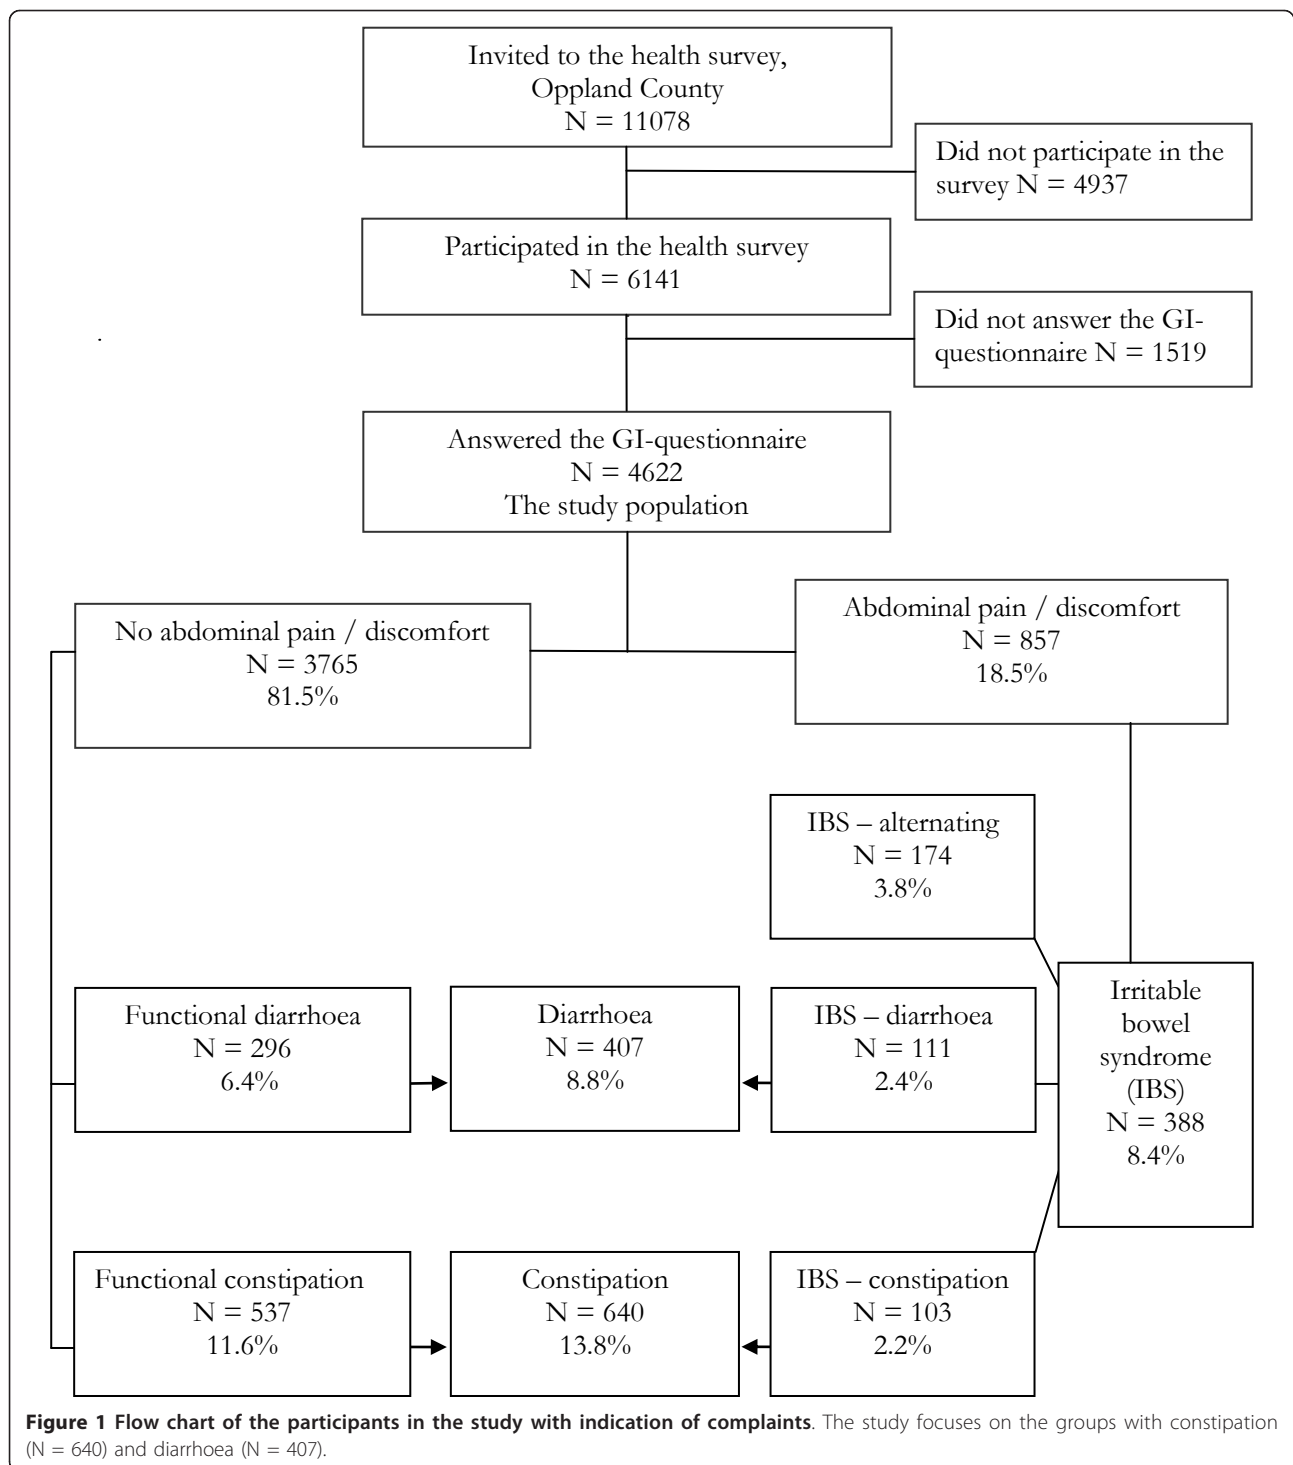 Invited to the health survey,
Oppland County
N = 11078
Did not participate in the
survey N = 4937
Participated in the health survey
N = 6141
Did not answer the GI-
questionnaire N = 1519
Answered the GI-questionnaire
N = 4622
The study population
No abdominal pain / discomfort
N = 3765
81.5%
Abdominal pain / discomfort
N = 857
18.5%
IBS – alternating
N = 174
3.8%
Functional diarrhoea
N = 296
6.4%
Diarrhoea
N = 407
8.8%
IBS – diarrhoea
N = 111
2.4%
Irritable
bowel
syndrome
(IBS)
N = 388
8.4%
Functional constipation
N = 537
11.6%
Constipation
N = 640
13.8%
IBS – constipation
N = 103
2.2%
Figure 1 Flow chart of the participants in the study with indication of complaints. The study focuses on the groups with constipation
(N = 640) and diarrhoea (N = 407).